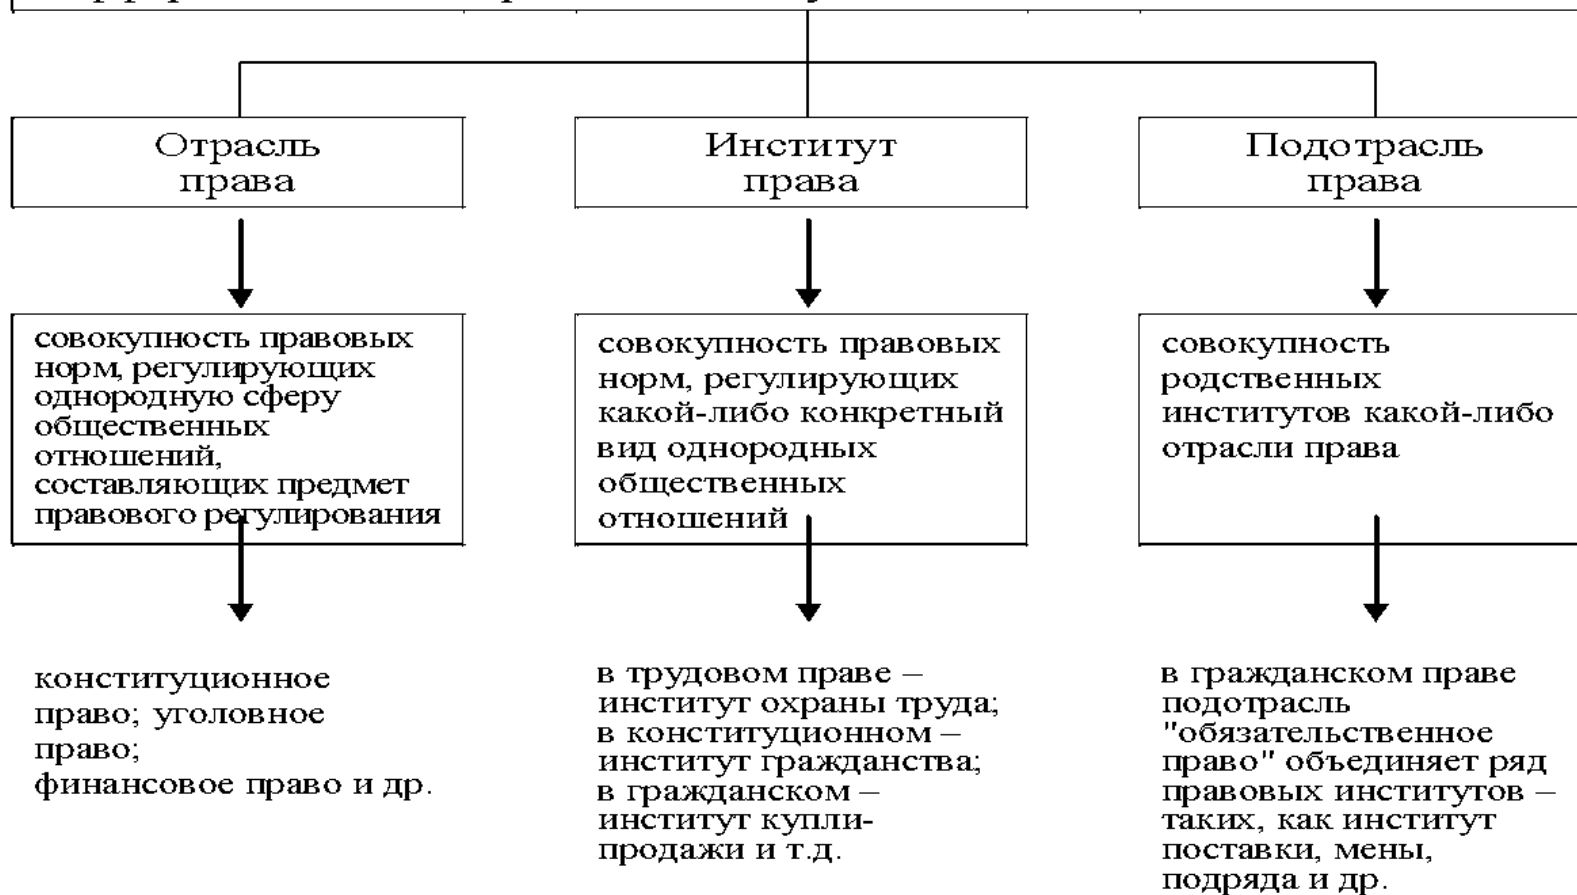 Отрасль
права
Институт
права
Подотрасль
права
совокупность правовых
норм, регулирующих
однородную сферу
общественных
отношений,
составляющих предмет
правового регулирования
совокупность правовых
норм, регулирующих
какой-либо конкретный
вид однородных
общественных
отношений
совокупность
родственных
институтов какой-либо
отрасли права
конституционное
право; уголовное
право;
финансовое право и др.
в трудовом праве –
институт охраны труда;
в конституционном –
институт гражданства;
в гражданском –
институт купли-
продажи и т.д.
в гражданском праве
подотрасль
"обязательственное
право" объединяет ряд
правовых институтов –
таких, как институт
поставки, мены,
подряда и др.